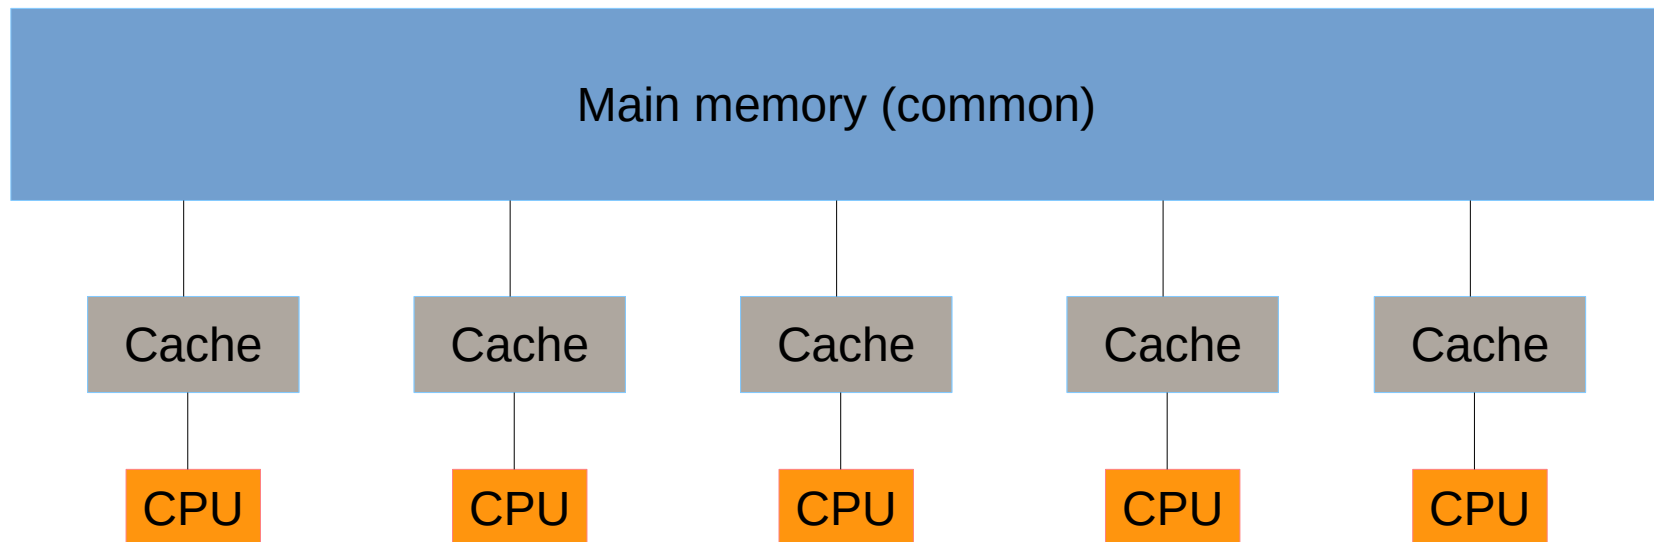 Main memory (common)
Cache Cache Cache Cache Cache
CPU CPU CPU CPU CPU